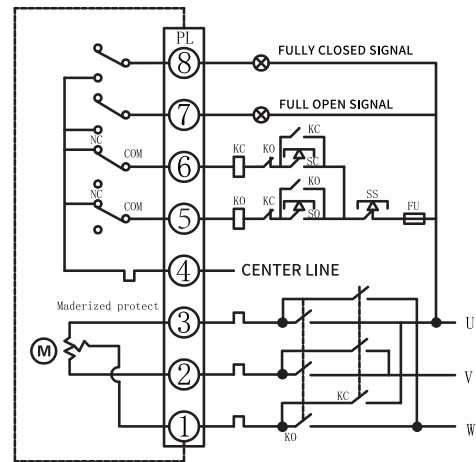 PL
8 FULLY CLOSED SIGNAL
7 FULL OPEN SIGNAL
NC COM 6 KC KO KC SC
NC COM 5 KO KC KO SO SS FU
4 CENTER LINE
Maderized protect
3 U
M 2 V
KC
1 KO W